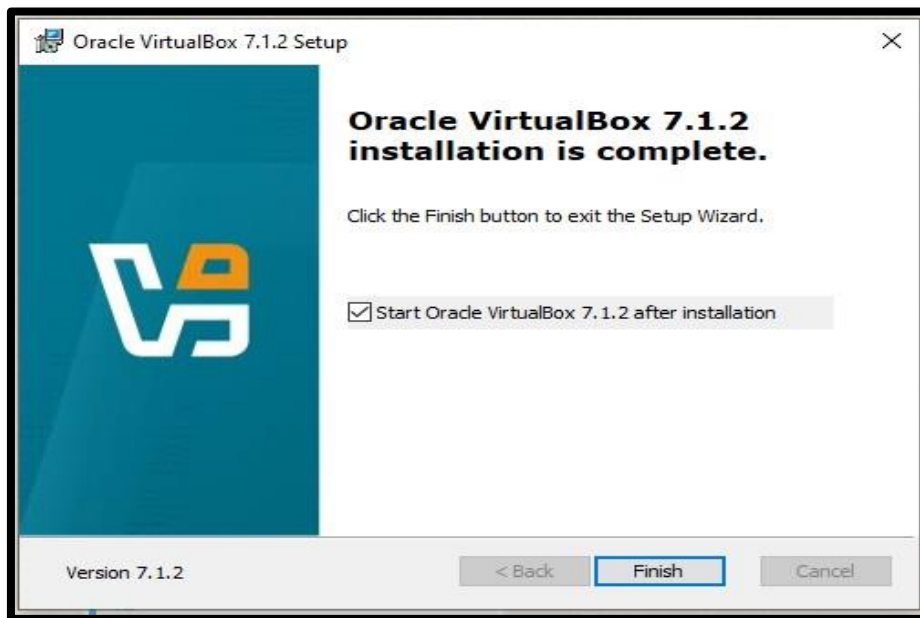 Oracle VirtualBox 7.1.2 Setup
Oracle VirtualBox 7.1.2
installation is complete.
Click the Finish button to exit the Setup Wizard.
Start Oracle VirtualBox 7.1.2 after installation
Version 7.1.2
< Back
Finish
Cancel